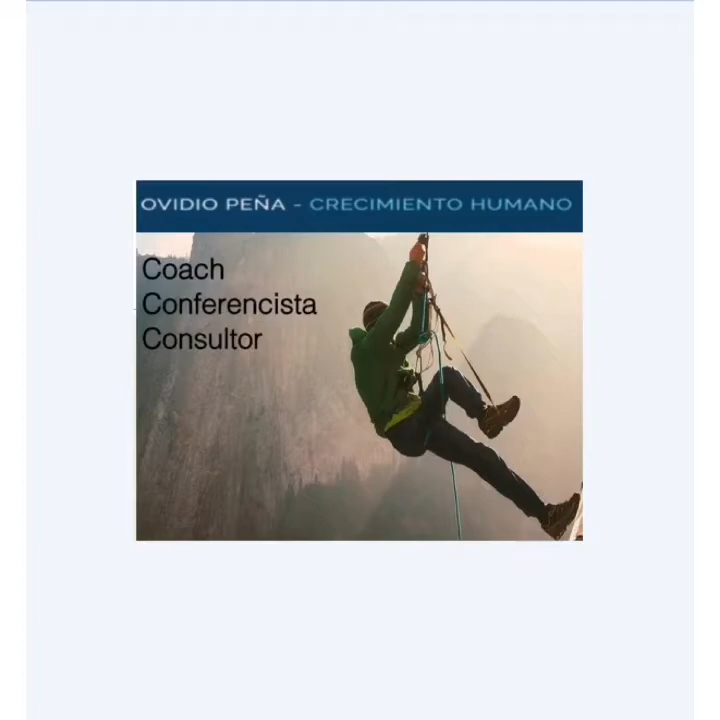 OVIDIO PEÑA - CRECIMIENTO HUMANO
Coach
Conferencista
Consultor